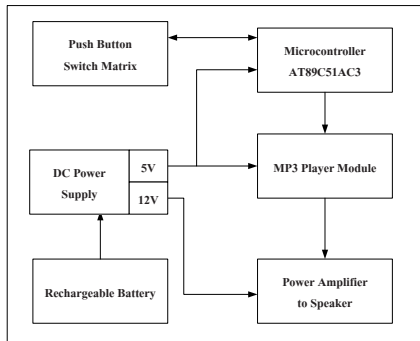 Push Button
Switch Matrix
Microcontroller
AT89C51AC3
DC Power
Supply
5V
12V
MP3 Player Module
Rechargeable Battery
Power Amplifier
to Speaker